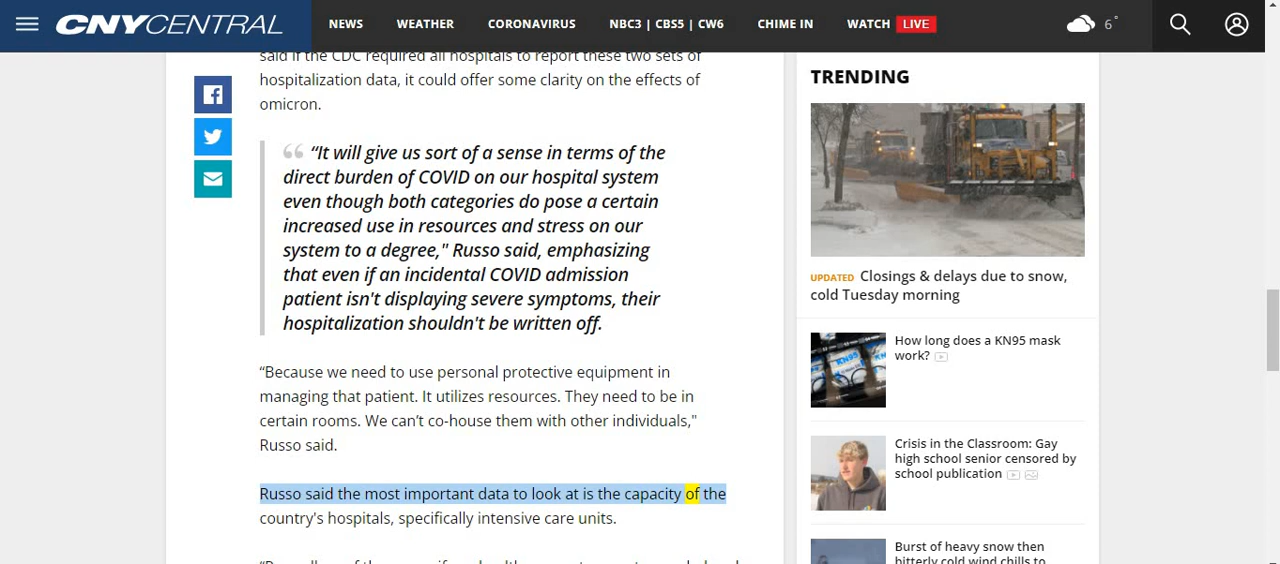 CNYCENTRAL
NEWS
WEATHER
CORONAVIRUS
NBC3 | CBS5 | CW6
CHIME IN
WATCH LIVE
6°
said if the CDC required all hospitals to report these two sets of
hospitalization data, it could offer some clarity on the effects of
omicron.
“It will give us sort of a sense in terms of the
direct burden of COVID on our hospital system
even though both categories do pose a certain
increased use in resources and stress on our
system to a degree," Russo said, emphasizing
that even if an incidental COVID admission
patient isn't displaying severe symptoms, their
hospitalization shouldn't be written off.
“Because we need to use personal protective equipment in
managing that patient. It utilizes resources. They need to be in
certain rooms. We can’t co-house them with other individuals,"
Russo said.
Russo said the most important data to look at is the capacity of the
country's hospitals, specifically intensive care units.
TRENDING
UPDATED Closings & delays due to snow,
cold Tuesday morning
KN95
How long does a KN95 mask
work?
Crisis in the Classroom: Gay
high school senior censored by
school publication
Burst of heavy snow then
bitterly cold wind chills to